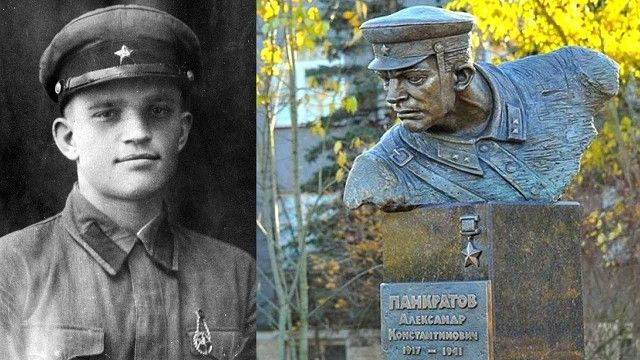 ПАНКРАТОВ
АЛЕКСАНДР
КОНСТАНТИНОВИЧ
1917 — 1941